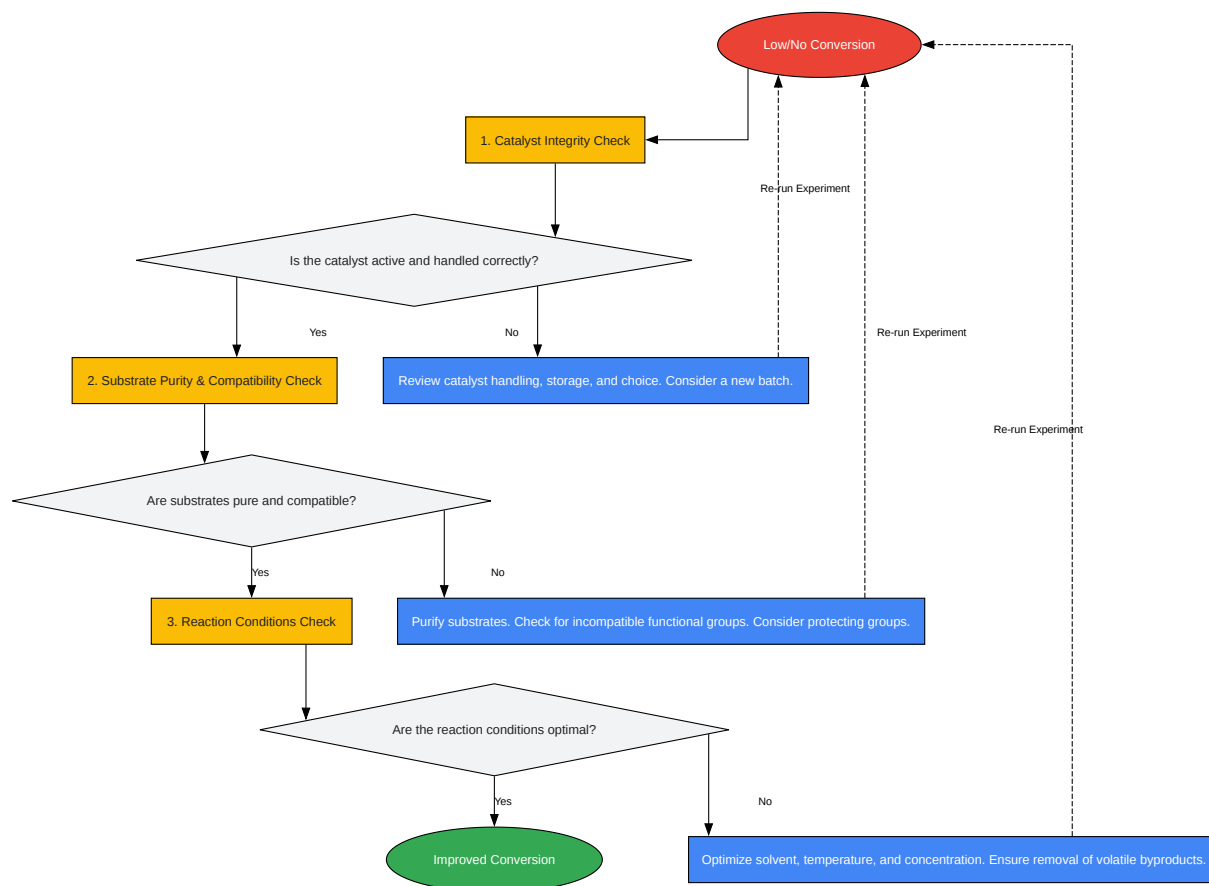 Low/No Conversion
1. Catalyst Integrity Check
Re-run Experiment
Is the catalyst active and handled correctly?
Yes
No
Re-run Experiment
2. Substrate Purity & Compatibility Check
Review catalyst handling, storage, and choice. Consider a new batch.
Re-run Experiment
Are substrates pure and compatible?
Yes
No
3. Reaction Conditions Check
Purify substrates. Check for incompatible functional groups. Consider protecting groups.
Are the reaction conditions optimal?
Yes
No
Improved Conversion
Optimize solvent, temperature, and concentration. Ensure removal of volatile byproducts.